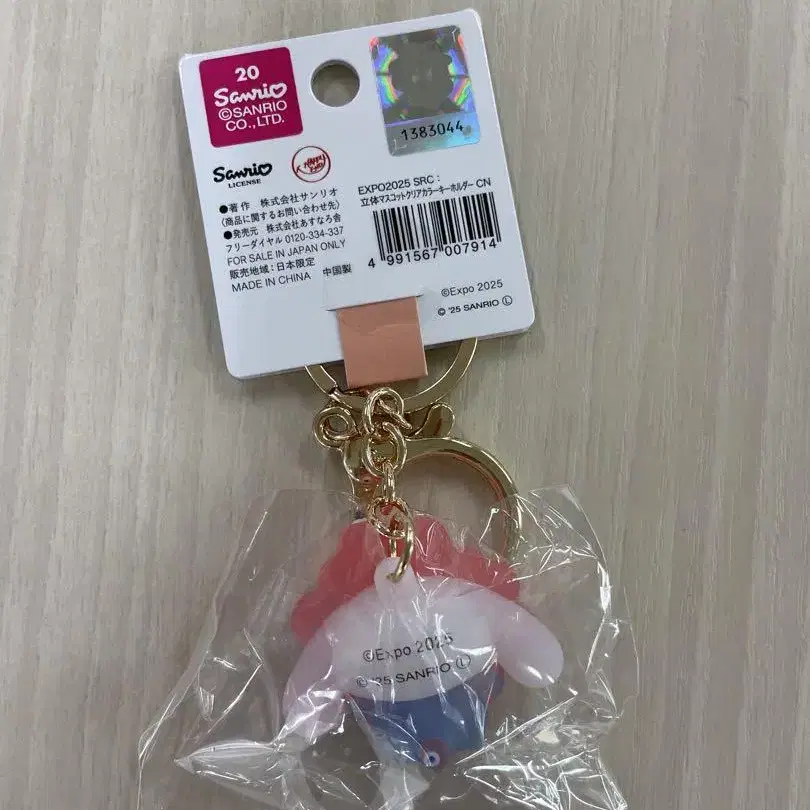 20
Sanrio
©SANRIO
CO.,LTD.
1383044
Sanrio
LICENSE
●著作 株式会社サンリオ
(商品に関するお問い合わせ先)
●発売元 株式会社あすなろ舎
フリーダイヤル 0120-334-337
FOR SALE IN JAPAN ONLY
販売地域:日本限定
MADE IN CHINA 中国製
EXPO2025 SRC:
立体マスコットクリアカラーキーホルダー CN
4 991567 007914
©Expo 2025
© '25 SANRIO Ⓛ
©Expo 2025
© '25 SANRIO Ⓛ